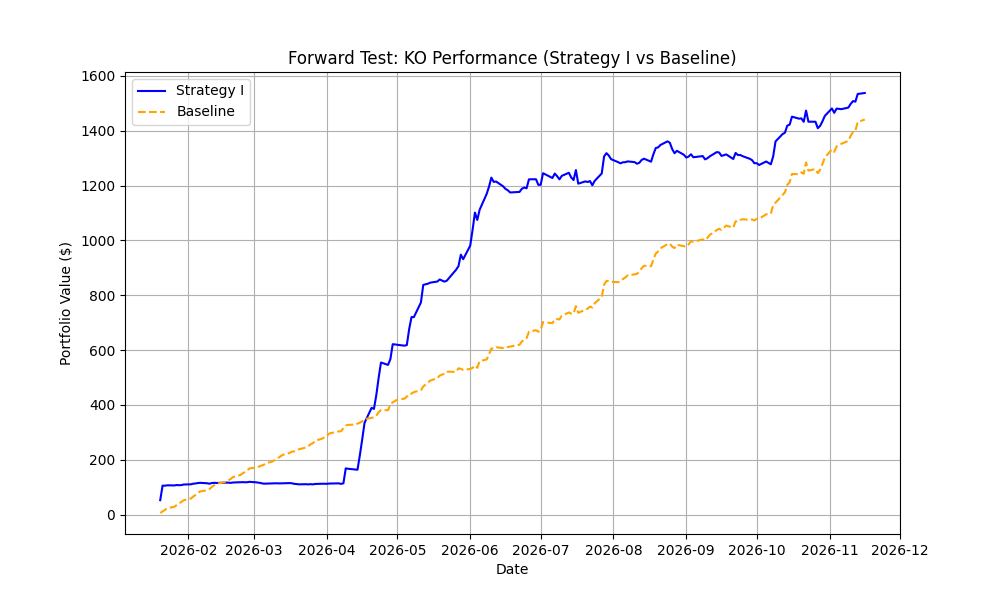 Forward Test: KO Performance (Strategy I vs Baseline)
Strategy I
Baseline
Portfolio Value ($)
1600
1400
1200
1000
800
600
400
200
0
2026-02 2026-03 2026-04 2026-05 2026-06 2026-07 2026-08 2026-09 2026-10 2026-11 2026-12
Date